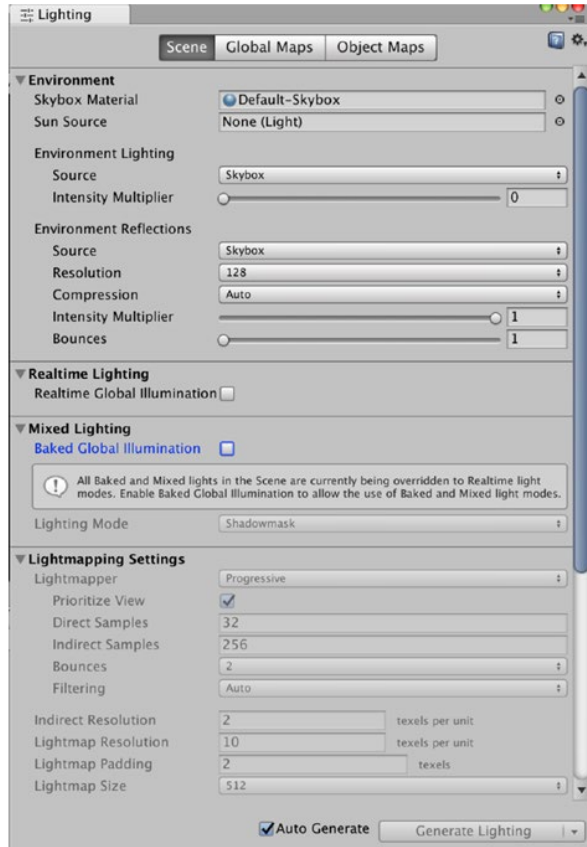 Lighting
Scene Global Maps Object Maps
Environment
Skybox Material Default-Skybox
Sun Source None (Light)
Environment Lighting
Source Skybox
Intensity Multiplier 0
Environment Reflections
Source Skybox
Resolution 128
Compression Auto
Intensity Multiplier 1
Bounces 1
Realtime Lighting
Realtime Global Illumination
Mixed Lighting
Baked Global Illumination
All Baked and Mixed lights in the Scene are currently being overridden to Realtime light
modes. Enable Baked Global Illumination to allow the use of Baked and Mixed light modes.
Lighting Mode Shadowmask
Lightmapping Settings
Lightmapper Progressive
Prioritize View
Direct Samples 32
Indirect Samples 256
Bounces 2
Filtering Auto
Indirect Resolution 2 texels per unit
Lightmap Resolution 10 texels per unit
Lightmap Padding 2 texels
Lightmap Size 512
Auto Generate Generate Lighting